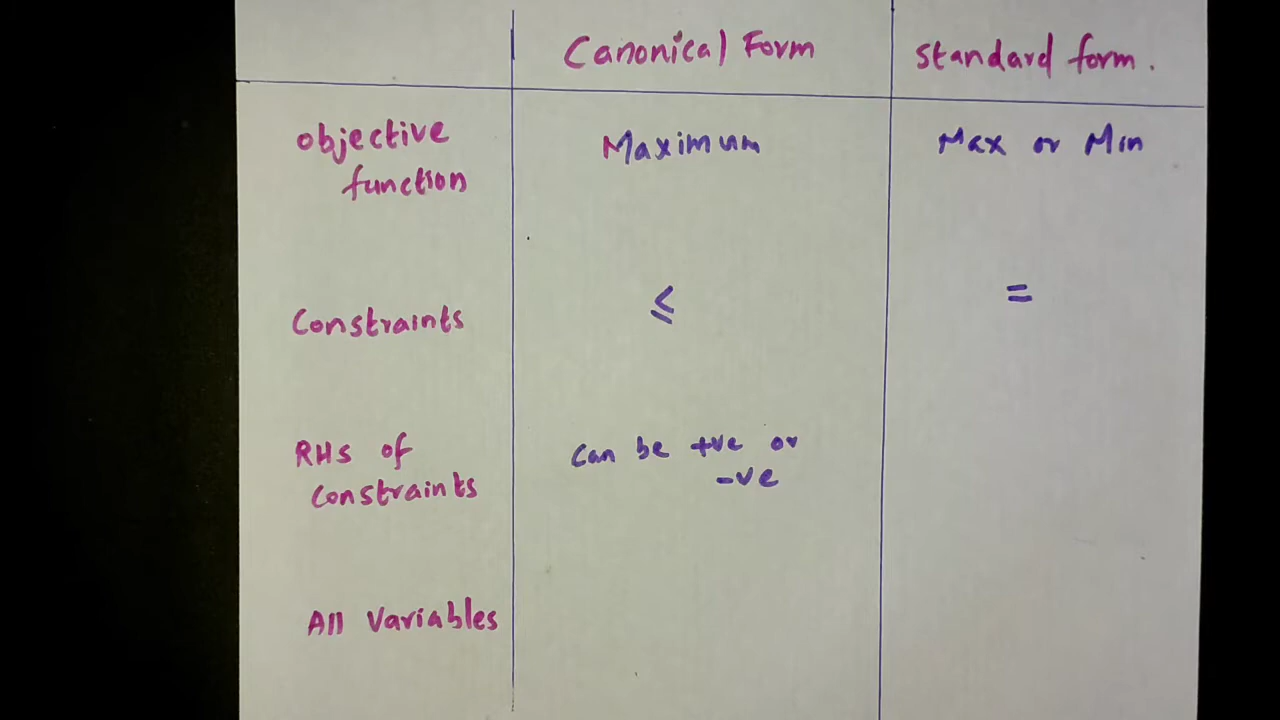 Canonical Form
Standard form.
Objective
function
Maximum
Max or Min
Constraints
≤
=
RHS of
Constraints
Can be +ve or
-ve
All Variables